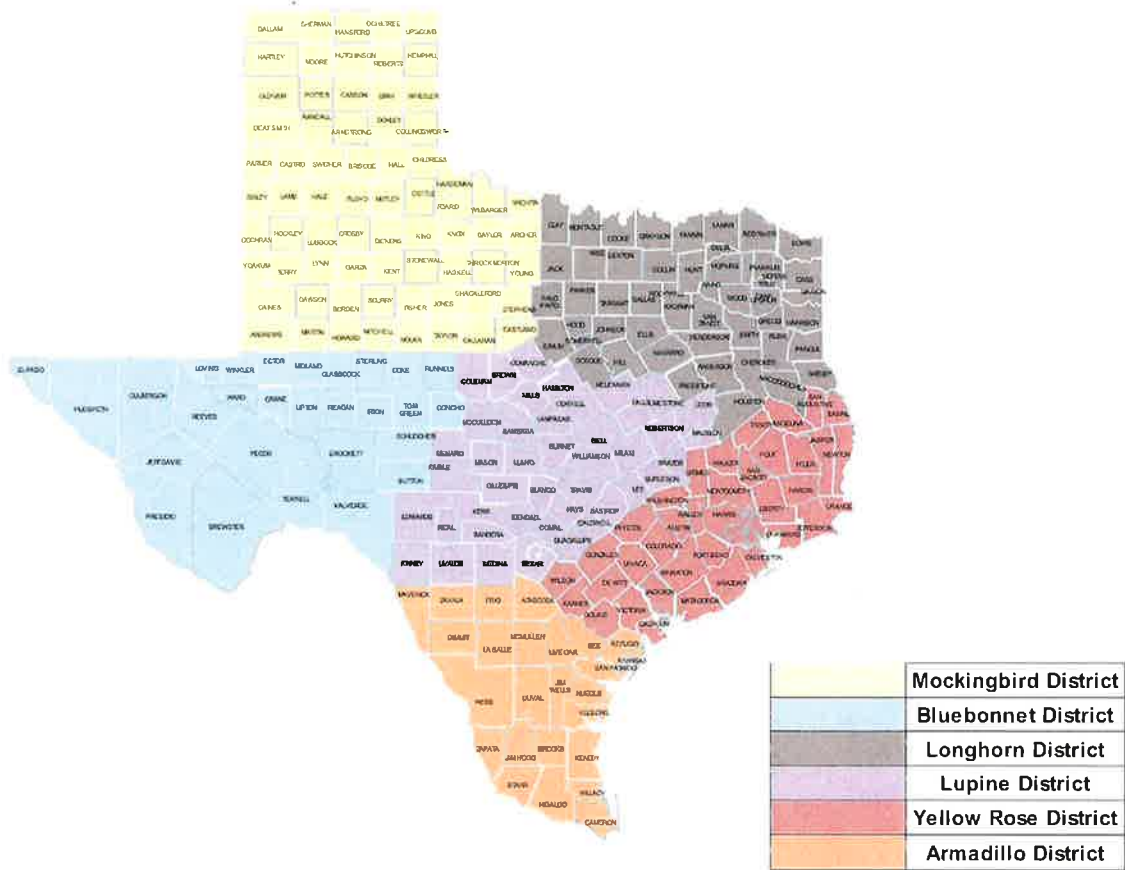 DALLAM SHERMAN HANSFORD OCHILTREE LIPSCOMB
HARTLEY MOORE HUTCHINSON ROBERTS HEMPHILL
OLDHAM POTTER CARSON GRAY WHEELER
DEAF SMITH RANDALL ARMSTRONG DONLEY
PARMER CASTRO SWISHER BRISCOE HALL CHILDRESS
BAILEY LAMB HALE FLOYD MOTLEY COTTLE HARDEMAN
FOARD WILBARGER WICHITA
COCHRAN HOCKLEY LUBBOCK CROSBY DICKENS KING KNOX BAYLOR ARCHER
YOAKUM TERRY LYNN GARZA KENT STONEWALL HASKELL THROCKMORTON YOUNG
GAINES DAWSON BORDEN SCURRY FISHER JONES SHACKELFORD STEPHENS
ANDREWS MARTIN HOWARD MITCHELL NOLAN TAYLOR CALLAHAN EASTLAND
CLAY MONTAGUE COOKE GRAYSON FANNIN LAMAR RED RIVER BOWIE
JACK WISE DENTON COLLIN HUNT DELTA HOPKINS FRANKLIN CASS
PARKER TARRANT DALLAS KAUFMAN RAINS WOOD UPSHUR
HOOD SOMERVELL JOHNSON ELLIS HENDERSON SMITH GREGG HARRISON
ERATH BOSQUE HILL NAVARRO ANDERSON CHEROKEE RUSK PANOLA
FREESTONE HOUSTON NACOGDOCHES SHELBY
EL PASO HUDSPETH CULBERSON REEVES LOVING WINKLER ECTOR MIDLAND GLASSCOCK STERLING COKE RUNNELS
WARD CRANE UPTON REAGAN IRION TOM GREEN CONCHO
JEFF DAVIS PECOS CROCKETT SCHLEICHER
PRESIDIO BREWSTER TERRELL VAL VERDE SUTTON
COMANCHE COLEMAN BROWN HAMILTON MILLS
MCCULLOCH SAN SABA LAMPASAS CORYELL LIMESTONE LEON
MENARD MASON LLANO BURNET BELL WILLIAMSON MILAM ROBERTSON MADISON
KIMBLE GILLESPIE BLANCO TRAVIS LEE BURLESON BRAZOS
EDWARDS REAL KERR BANDERA KENDALL COMAL HAYS CALDWELL BASTROP GUADALUPE
KINNEY UVALDE MEDINA BEXAR
SAN AUGUSTINE SABINE ANGELINA JASPER NEWTON
GRIMES WALKER POLK TYLER SAN JACINTO
WASHINGTON MONTGOMERY HARDIN LIBERTY ORANGE
FAYETTE AUSTIN WALLER HARRIS CHAMBERS JEFFERSON
GONZALES LAVACA COLORADO FORT BEND GALVESTON
WILSON DE WITT WHARTON BRAZORIA
KARNES GOLIAD VICTORIA JACKSON MATAGORDA CALHOUN
MAVERICK ZAVALA FRIO ATASCOSA
DIMMIT LA SALLE MCMULLEN LIVE OAK BEE REFUGIO ARANSAS SAN PATRICIO
WEBB DUVAL JIM WELLS NUECES KLEBERG
ZAPATA JIM HOGG BROOKS KENEDY
STARR HIDALGO WILLACY CAMERON
Mockingbird District
Bluebonnet District
Longhorn District
Lupine District
Yellow Rose District
Armadillo District